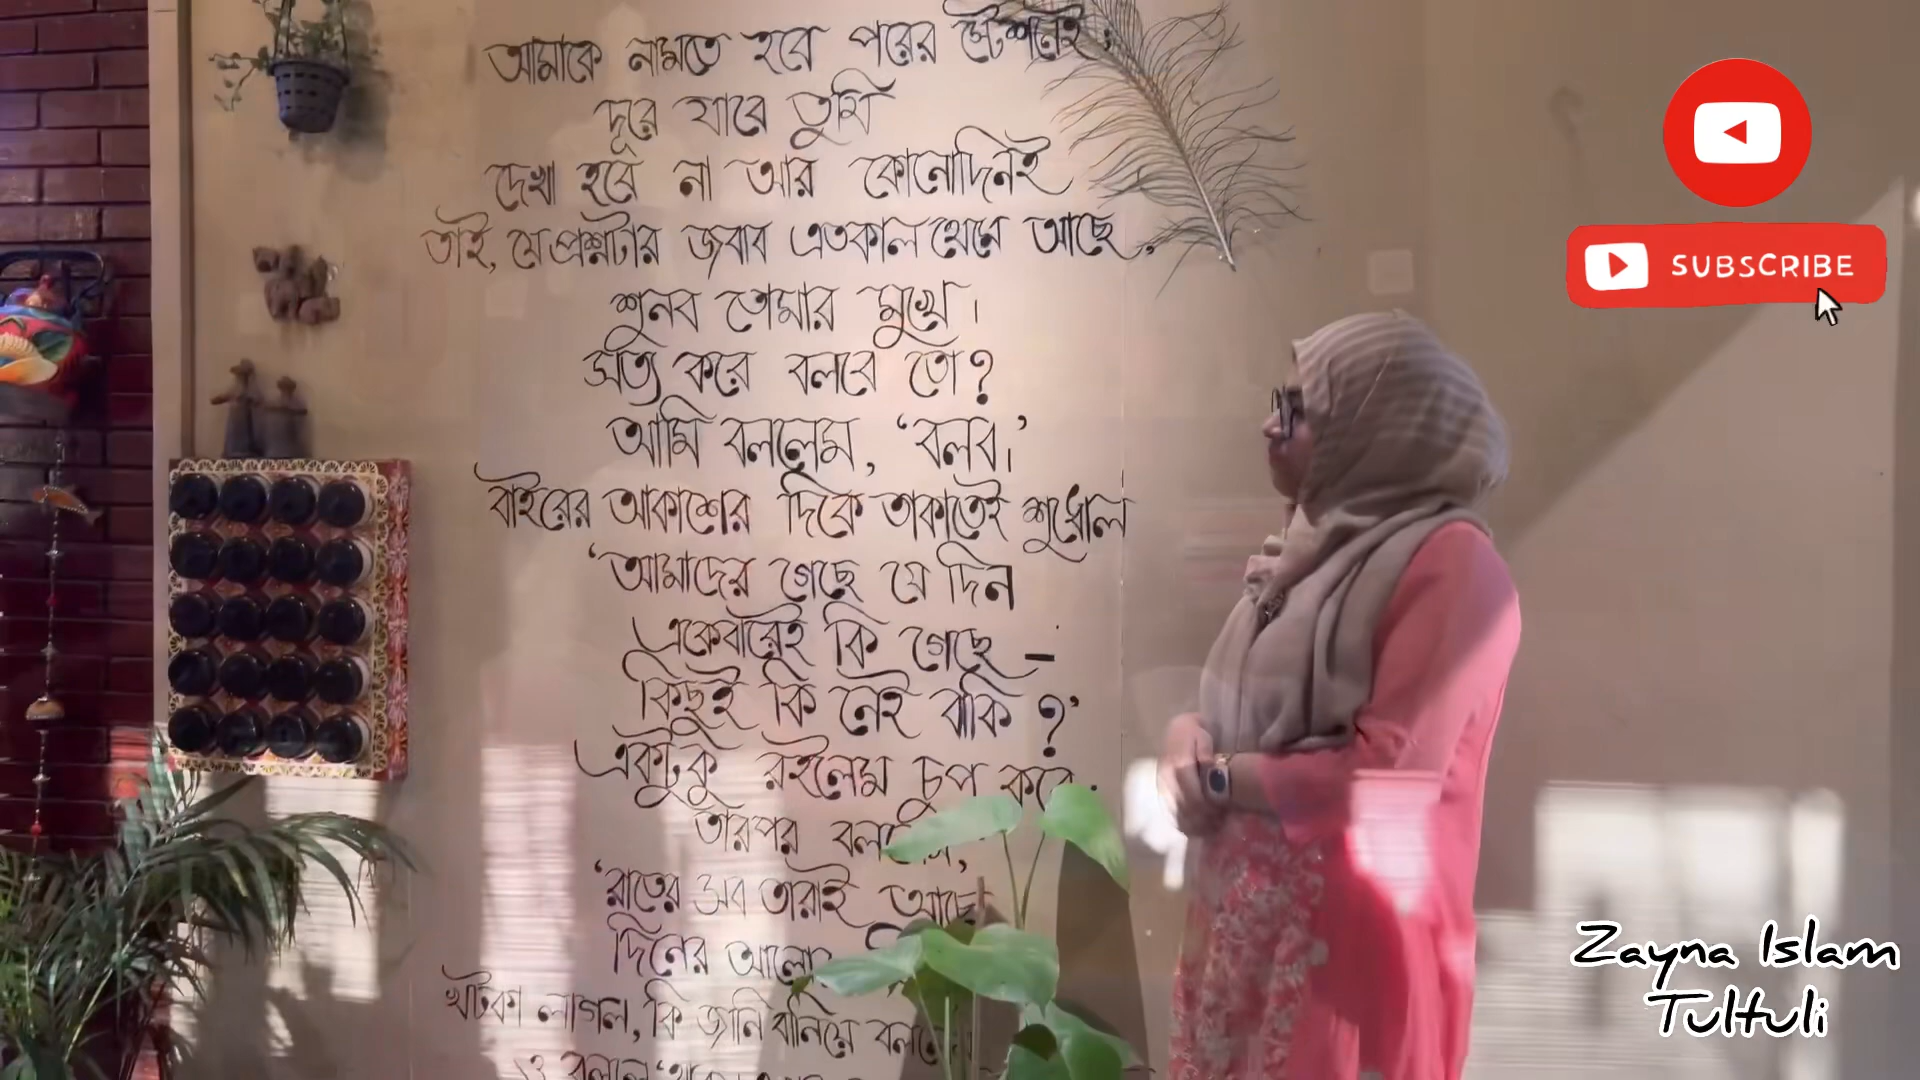 আমাকে নামতে হবে পরের স্টেশনেই;
দূরে যাবে তুমি
দেখা হবে না আর কোনোদিনই
তাই, যে প্রশ্নটার জবাব এতকাল থেমে আছে,
শুনব তোমার মুখে।
সত্য করে বলবে তো?
আমি বললেম, ‘বলব।’
বাইরের আকাশের দিকে তাকাতেই শুধোল
‘আমাদের গেছে যে দিন
একেবারেই কি গেছে –
কিছুই কি নেই বাকি ?’
একটুকু রইলেম চুপ করে;
তারপর
‘রাতের সব তারাই আছে
দিনের
খটকা লাগল, কি জানি বানিয়ে
ও বললে
SUBSCRIBE
Zayna Islam
Tultuli